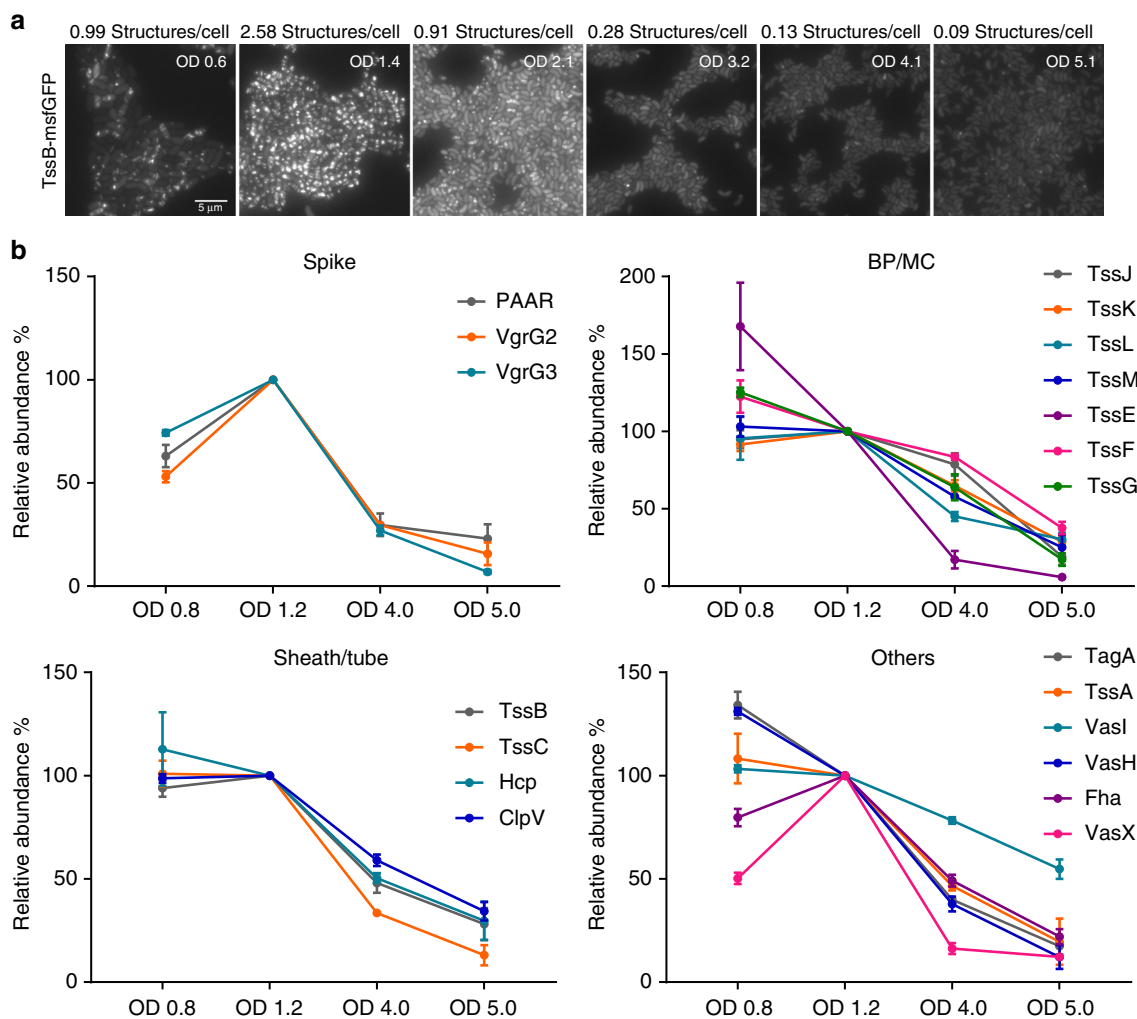 a
0.99 Structures/cell 2.58 Structures/cell 0.91 Structures/cell 0.28 Structures/cell 0.13 Structures/cell 0.09 Structures/cell
TssB-msfGFP
OD 0.6 OD 1.4 OD 2.1 OD 3.2 OD 4.1 OD 5.1
5 μm
b
Spike
Relative abundance %
150
100
50
0
OD 0.8 OD 1.2 OD 4.0 OD 5.0
PAAR
VgrG2
VgrG3
BP/MC
Relative abundance %
200
150
100
50
0
OD 0.8 OD 1.2 OD 4.0 OD 5.0
TssJ
TssK
TssL
TssM
TssE
TssF
TssG
Sheath/tube
Relative abundance %
150
100
50
0
OD 0.8 OD 1.2 OD 4.0 OD 5.0
TssB
TssC
Hcp
ClpV
Others
Relative abundance %
150
100
50
0
OD 0.8 OD 1.2 OD 4.0 OD 5.0
TagA
TssA
VasI
VasH
Fha
VasX